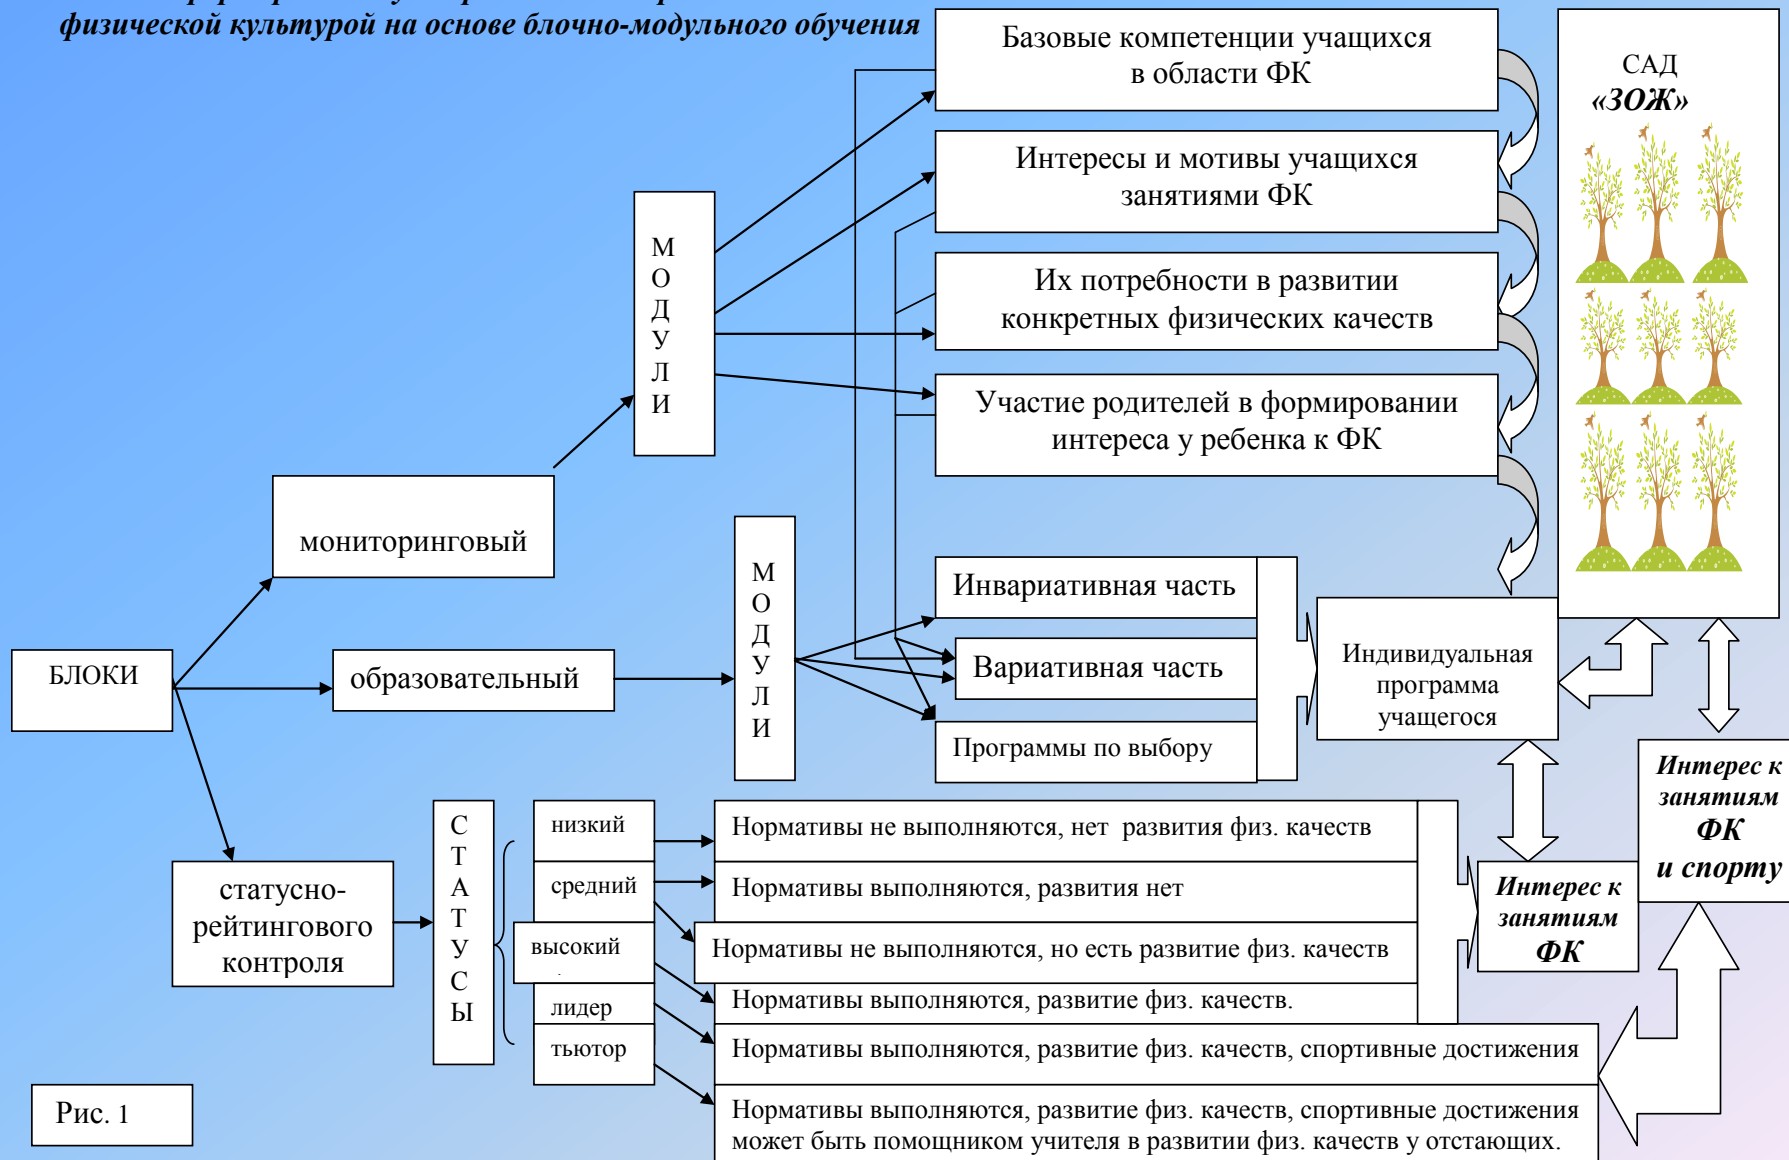 физической культурой на основе блочно-модульного обучения
Базовые компетенции учащихся
в области ФК
САД
«ЗОЖ»
Интересы и мотивы учащихся
занятиями ФК
МОДУЛИ
Их потребности в развитии
конкретных физических качеств
Участие родителей в формировании
интереса у ребенка к ФК
мониторинговый
МОДУЛИ
Инвариативная часть
БЛОКИ
образовательный
Вариативная часть
Индивидуальная
программа
учащегося
Программы по выбору
Интерес к
занятиям
ФК
и спорту
СТАТУСЫ
низкий
Нормативы не выполняются, нет развития физ. качеств
статусно-
рейтингового
контроля
средний
Нормативы выполняются, развития нет
Интерес к
занятиям
ФК
высокий
Нормативы не выполняются, но есть развитие физ. качеств
лидер
Нормативы выполняются, развитие физ. качеств.
тьютор
Нормативы выполняются, развитие физ. качеств, спортивные достижения
Рис. 1
Нормативы выполняются, развитие физ. качеств, спортивные достижения
может быть помощником учителя в развитии физ. качеств у отстающих.